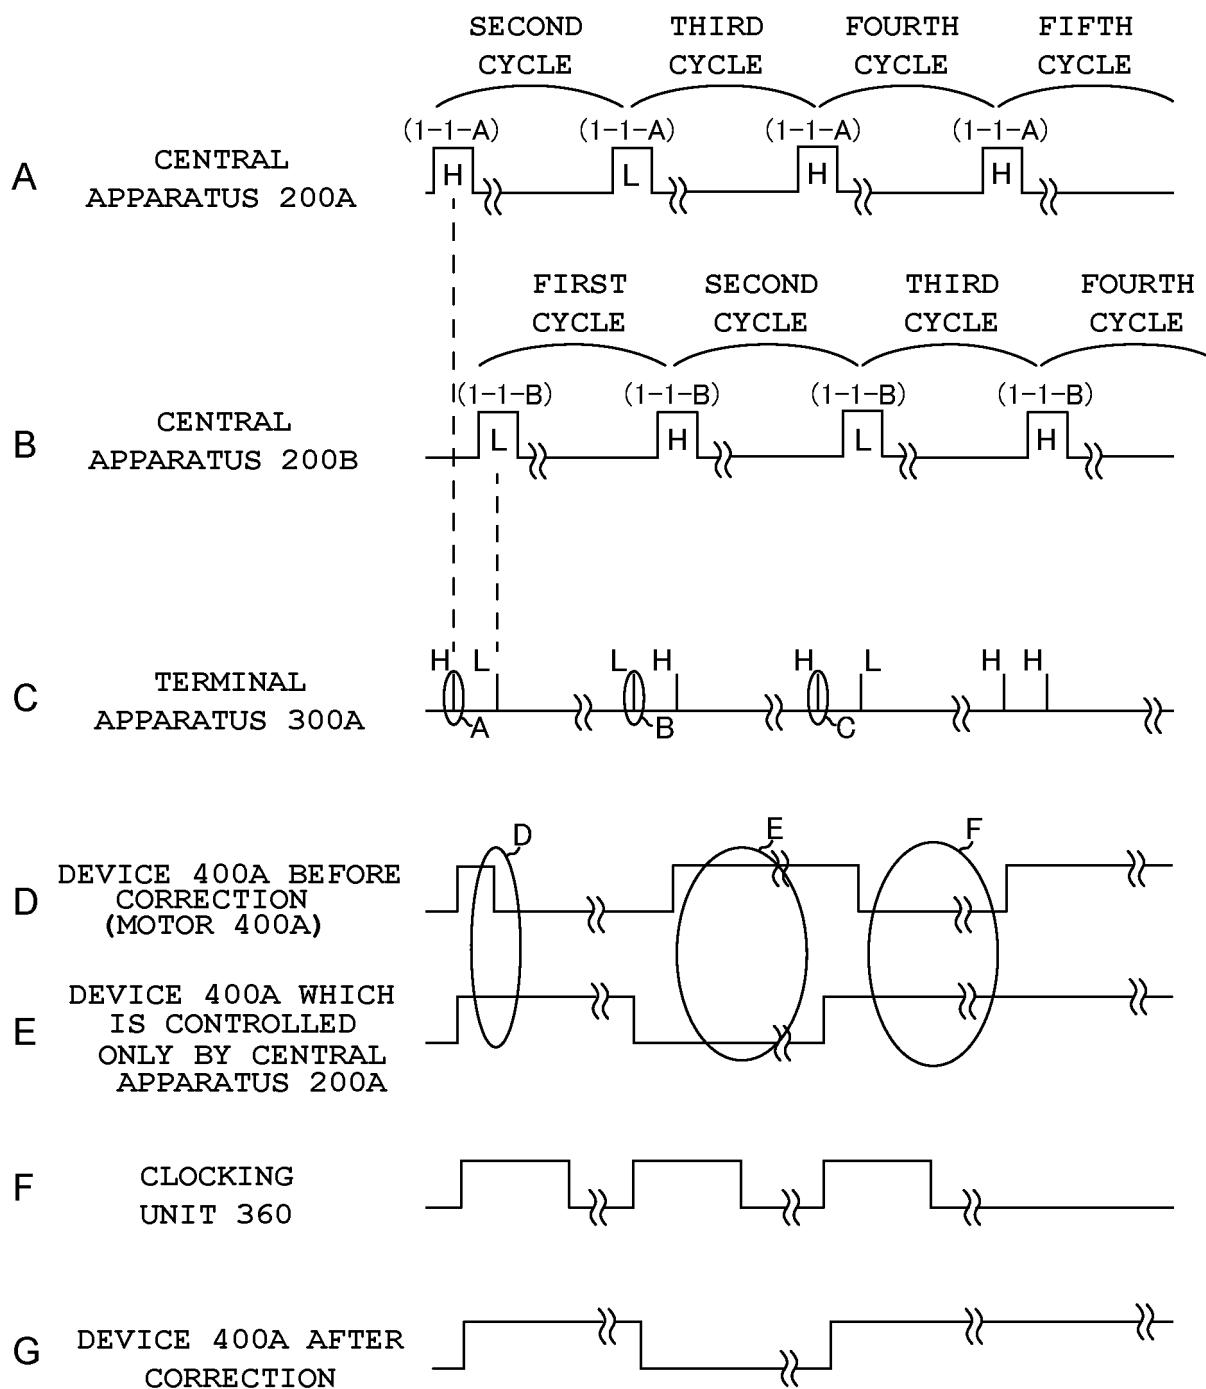 SECOND THIRD FOURTH FIFTH
CYCLE CYCLE CYCLE CYCLE
(1-1-A) (1-1-A) (1-1-A) (1-1-A)
A CENTRAL H L H H
APPARATUS 200A
FIRST SECOND THIRD FOURTH
CYCLE CYCLE CYCLE CYCLE
(1-1-B) (1-1-B) (1-1-B) (1-1-B)
B CENTRAL L H L H
APPARATUS 200B
H L L H H L H H
C TERMINAL
APPARATUS 300A A B C
D E F
D DEVICE 400A BEFORE
CORRECTION
(MOTOR 400A)
DEVICE 400A WHICH
E IS CONTROLLED
ONLY BY CENTRAL
APPARATUS 200A
F CLOCKING
UNIT 360
G DEVICE 400A AFTER
CORRECTION